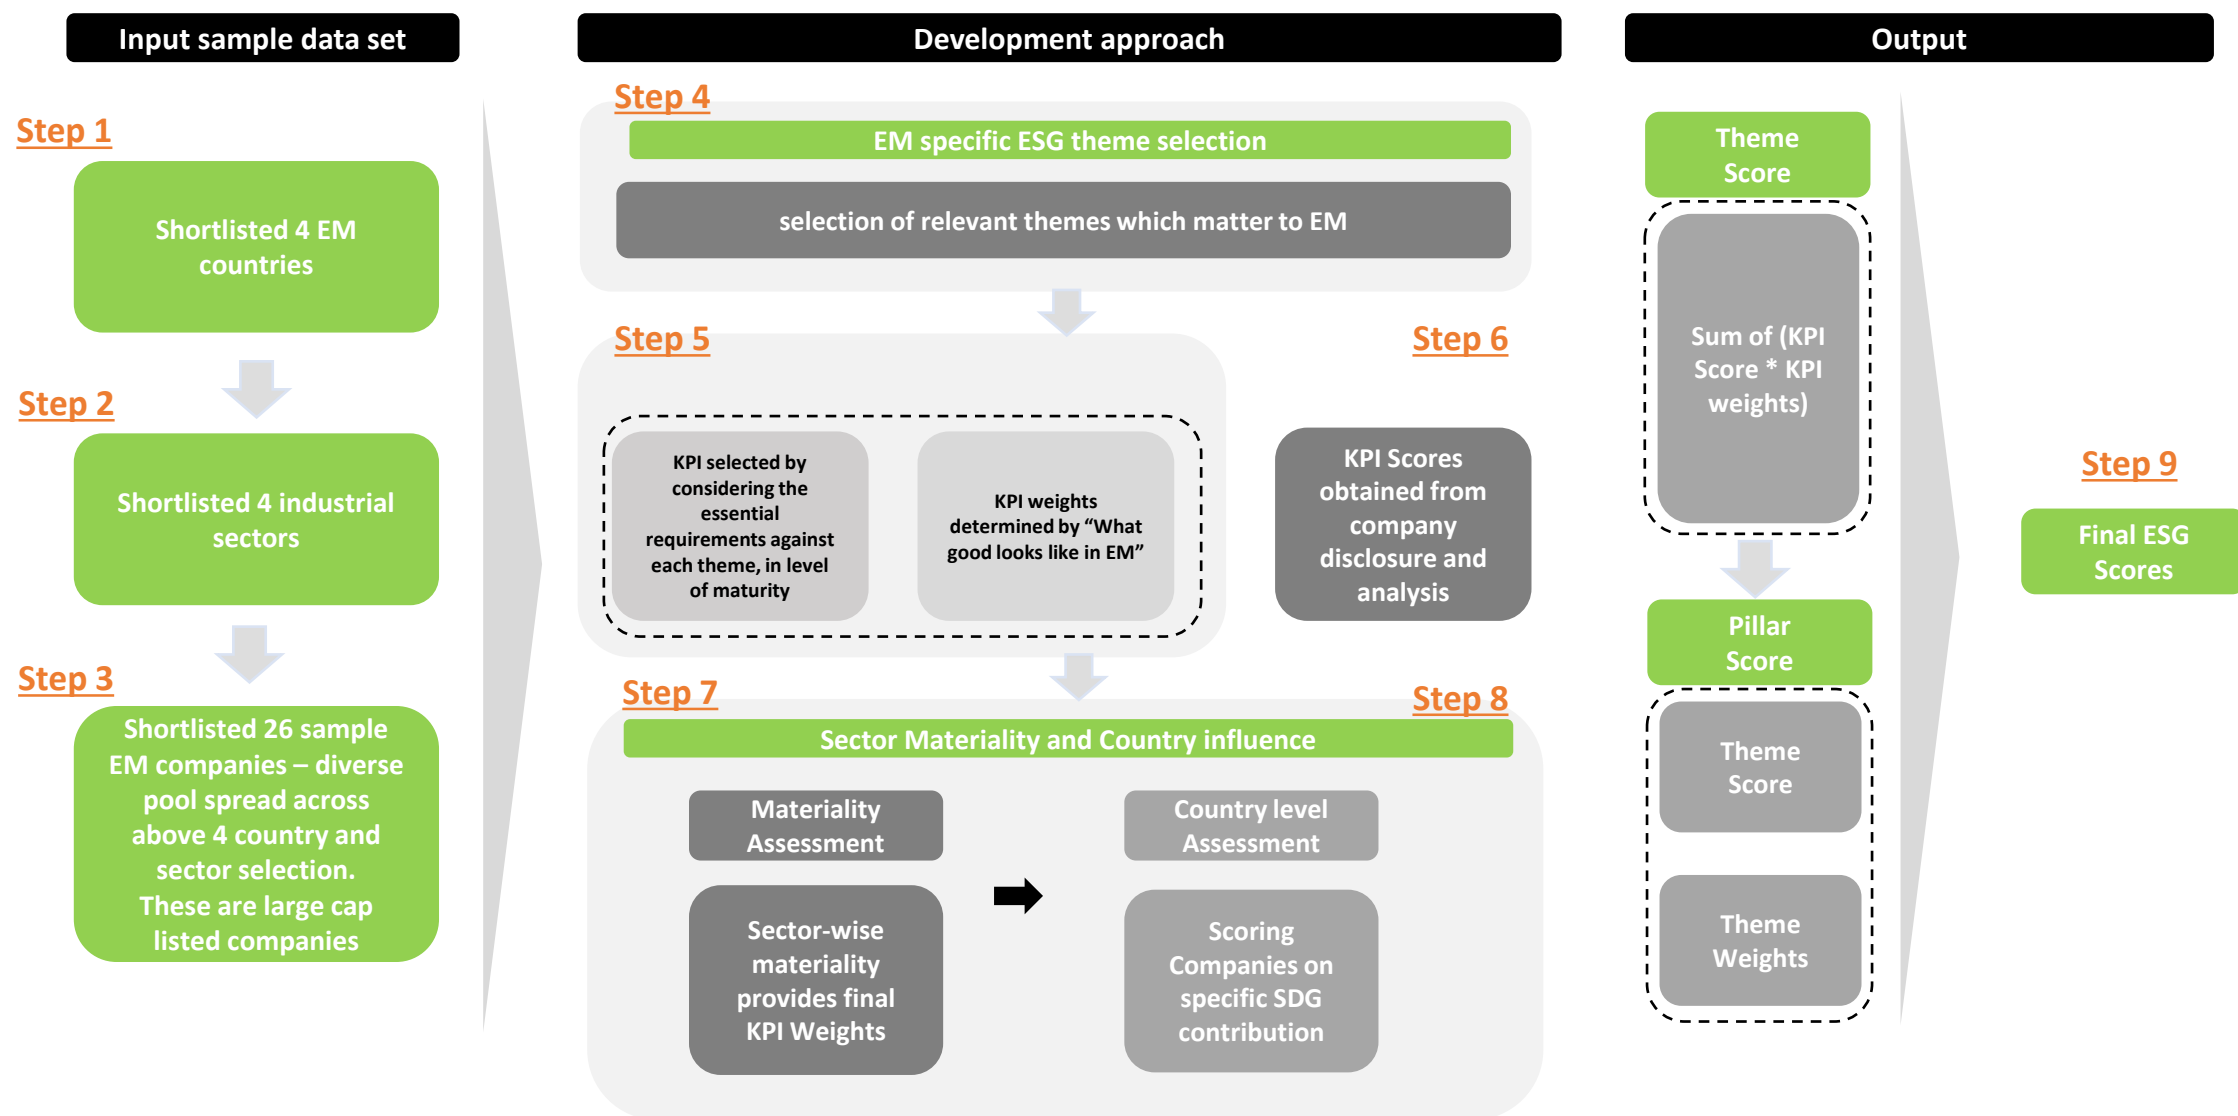 Input sample data set
Development approach
Output
Step 1
Shortlisted 4 EM
countries
Step 2
Shortlisted 4 industrial
sectors
Step 3
Shortlisted 26 sample
EM companies – diverse
pool spread across
above 4 country and
sector selection.
These are large cap
listed companies
Step 4
EM specific ESG theme selection
selection of relevant themes which matter to EM
Step 5
KPI selected by
considering the
essential
requirements against
each theme, in level
of maturity
KPI weights
determined by “What
good looks like in EM”
Step 6
KPI Scores
obtained from
company
disclosure and
analysis
Step 7
Step 8
Sector Materiality and Country influence
Materiality
Assessment
Sector-wise
materiality
provides final
KPI Weights
Country level
Assessment
Scoring
Companies on
specific SDG
contribution
Theme
Score
Sum of (KPI
Score * KPI
weights)
Pillar
Score
Theme
Score
Theme
Weights
Step 9
Final ESG
Scores